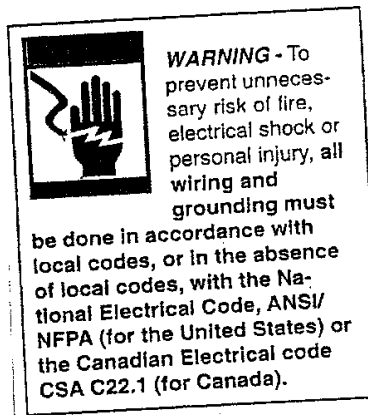 WARNING - To
prevent unneces-
sary risk of fire,
electrical shock or
personal injury, all
wiring and
grounding must
be done in accordance with
local codes, or in the absence
of local codes, with the Na-
tional Electrical Code, ANSI/
NFPA (for the United States) or
the Canadian Electrical code
CSA C22.1 (for Canada).